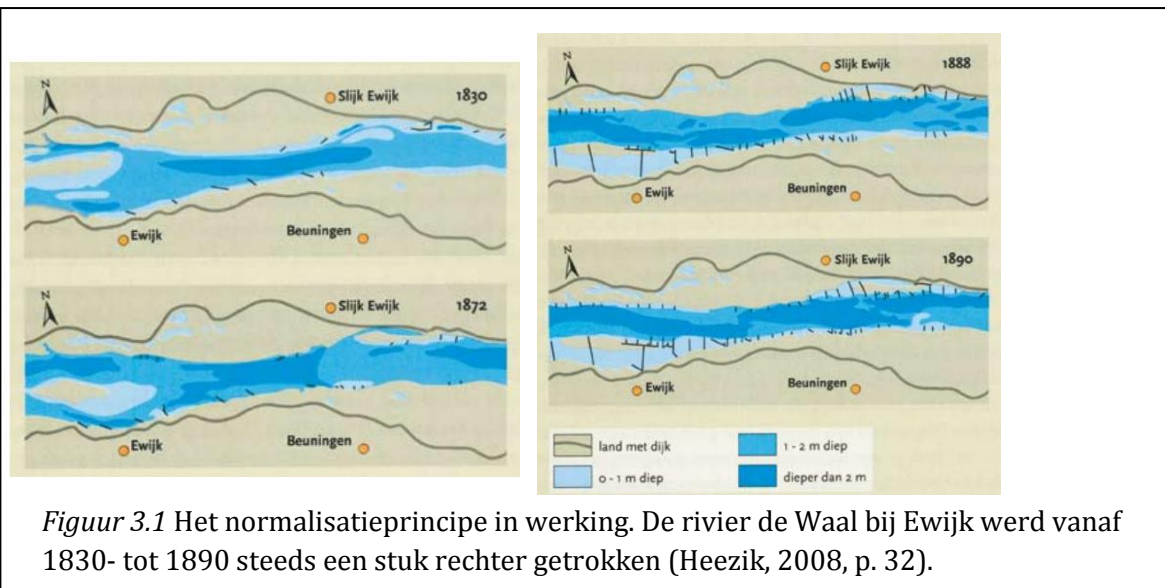 N
Slijk Ewijk
1830
Ewijk
Beuningen
N
Slijk Ewijk
1872
Ewijk
Beuningen
N
Slijk Ewijk
1888
Ewijk
Beuningen
N
Slijk Ewijk
1890
Ewijk
Beuningen
land met dijk
1 - 2 m diep
0 - 1 m diep
dieper dan 2 m
Figuur 3.1 Het normalisatieprincipe in werking. De rivier de Waal bij Ewijk werd vanaf
1830- tot 1890 steeds een stuk rechter getrokken (Heezik, 2008, p. 32).